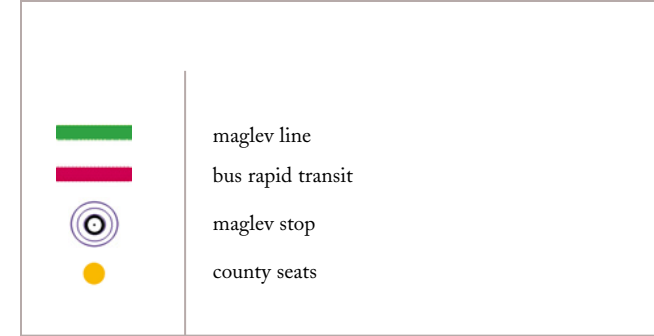 maglev line
bus rapid transit
maglev stop
county seats